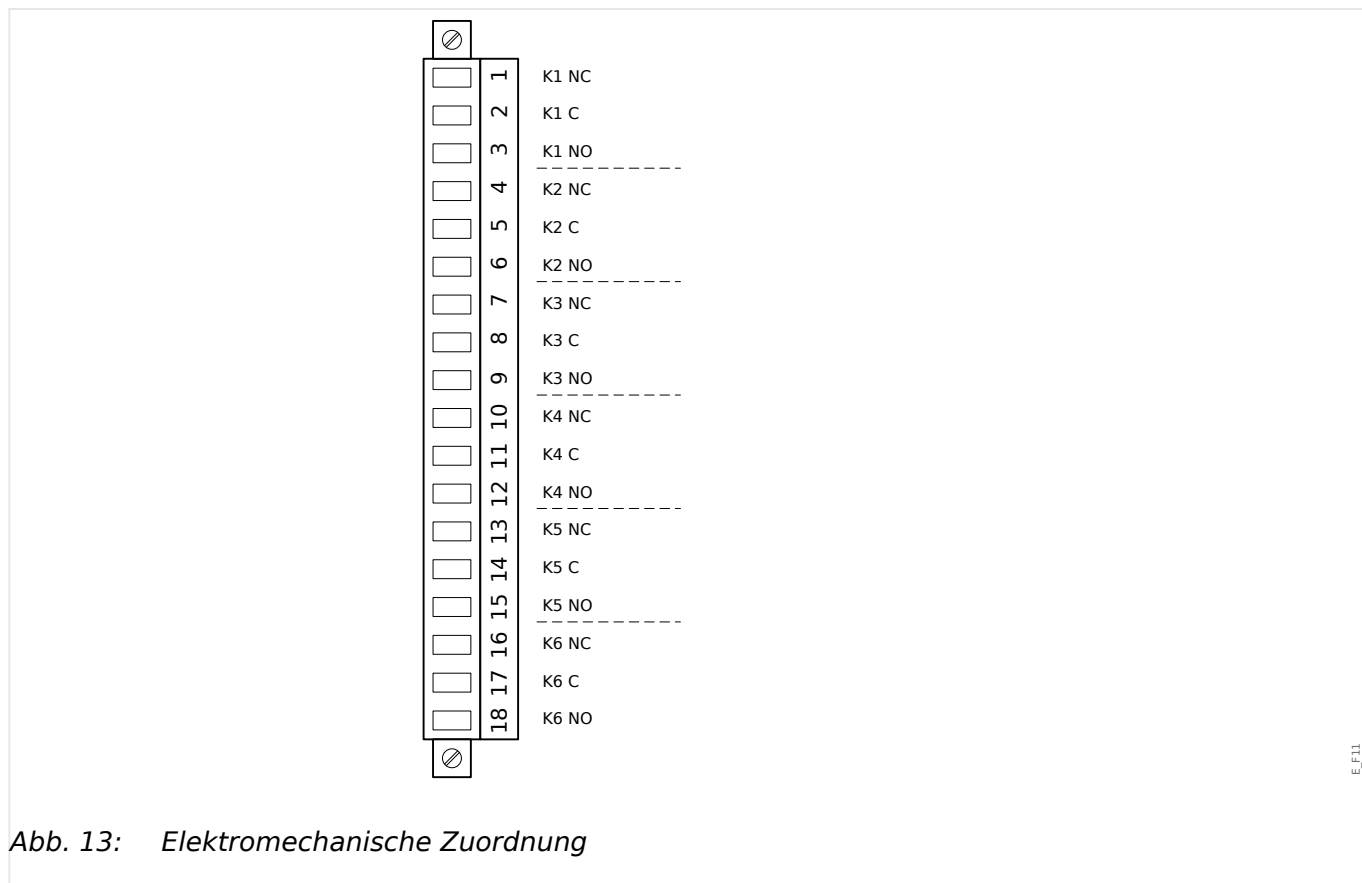 1 K1 NC
2 K1 C
3 K1 NO
4 K2 NC
5 K2 C
6 K2 NO
7 K3 NC
8 K3 C
9 K3 NO
10 K4 NC
11 K4 C
12 K4 NO
13 K5 NC
14 K5 C
15 K5 NO
16 K6 NC
17 K6 C
18 K6 NO
E_F11
Abb. 13: Elektromechanische Zuordnung